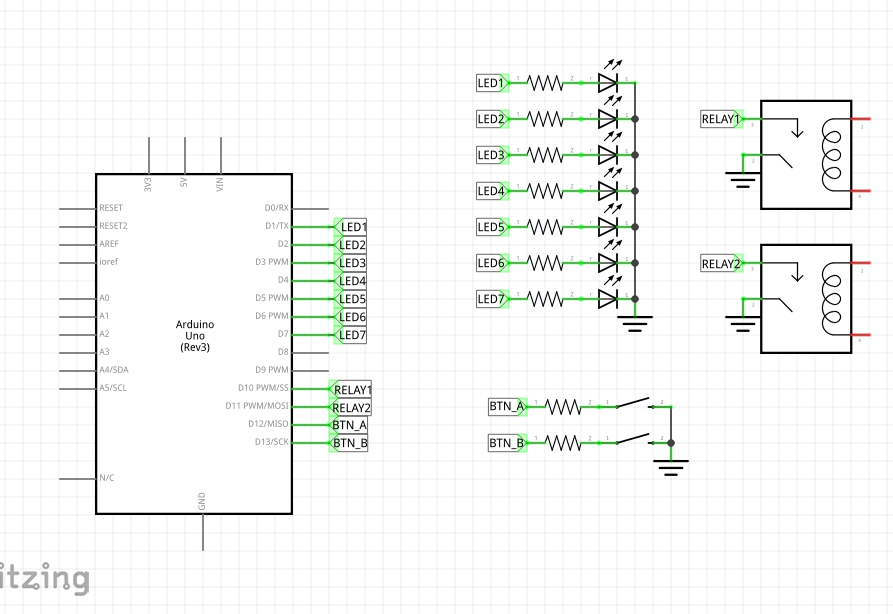 3V3
5V
VIN
RESET
RESET2
AREF
ioref
A0
A1
A2
A3
A4/SDA
A5/SCL
N/C
Arduino
Uno
(Rev3)
GND
D0/RX
D1/TX
D2
D3 PWM
D4
D5 PWM
D6 PWM
D7
D8
D9 PWM
D10 PWM/SS
D11 PWM/MOSI
D12/MISO
D13/SCK
LED1
LED2
LED3
LED4
LED5
LED6
LED7
RELAY1
RELAY2
BTN_A
BTN_B
LED1
LED2
LED3
LED4
LED5
LED6
LED7
BTN_A
BTN_B
RELAY1
RELAY2
itzing